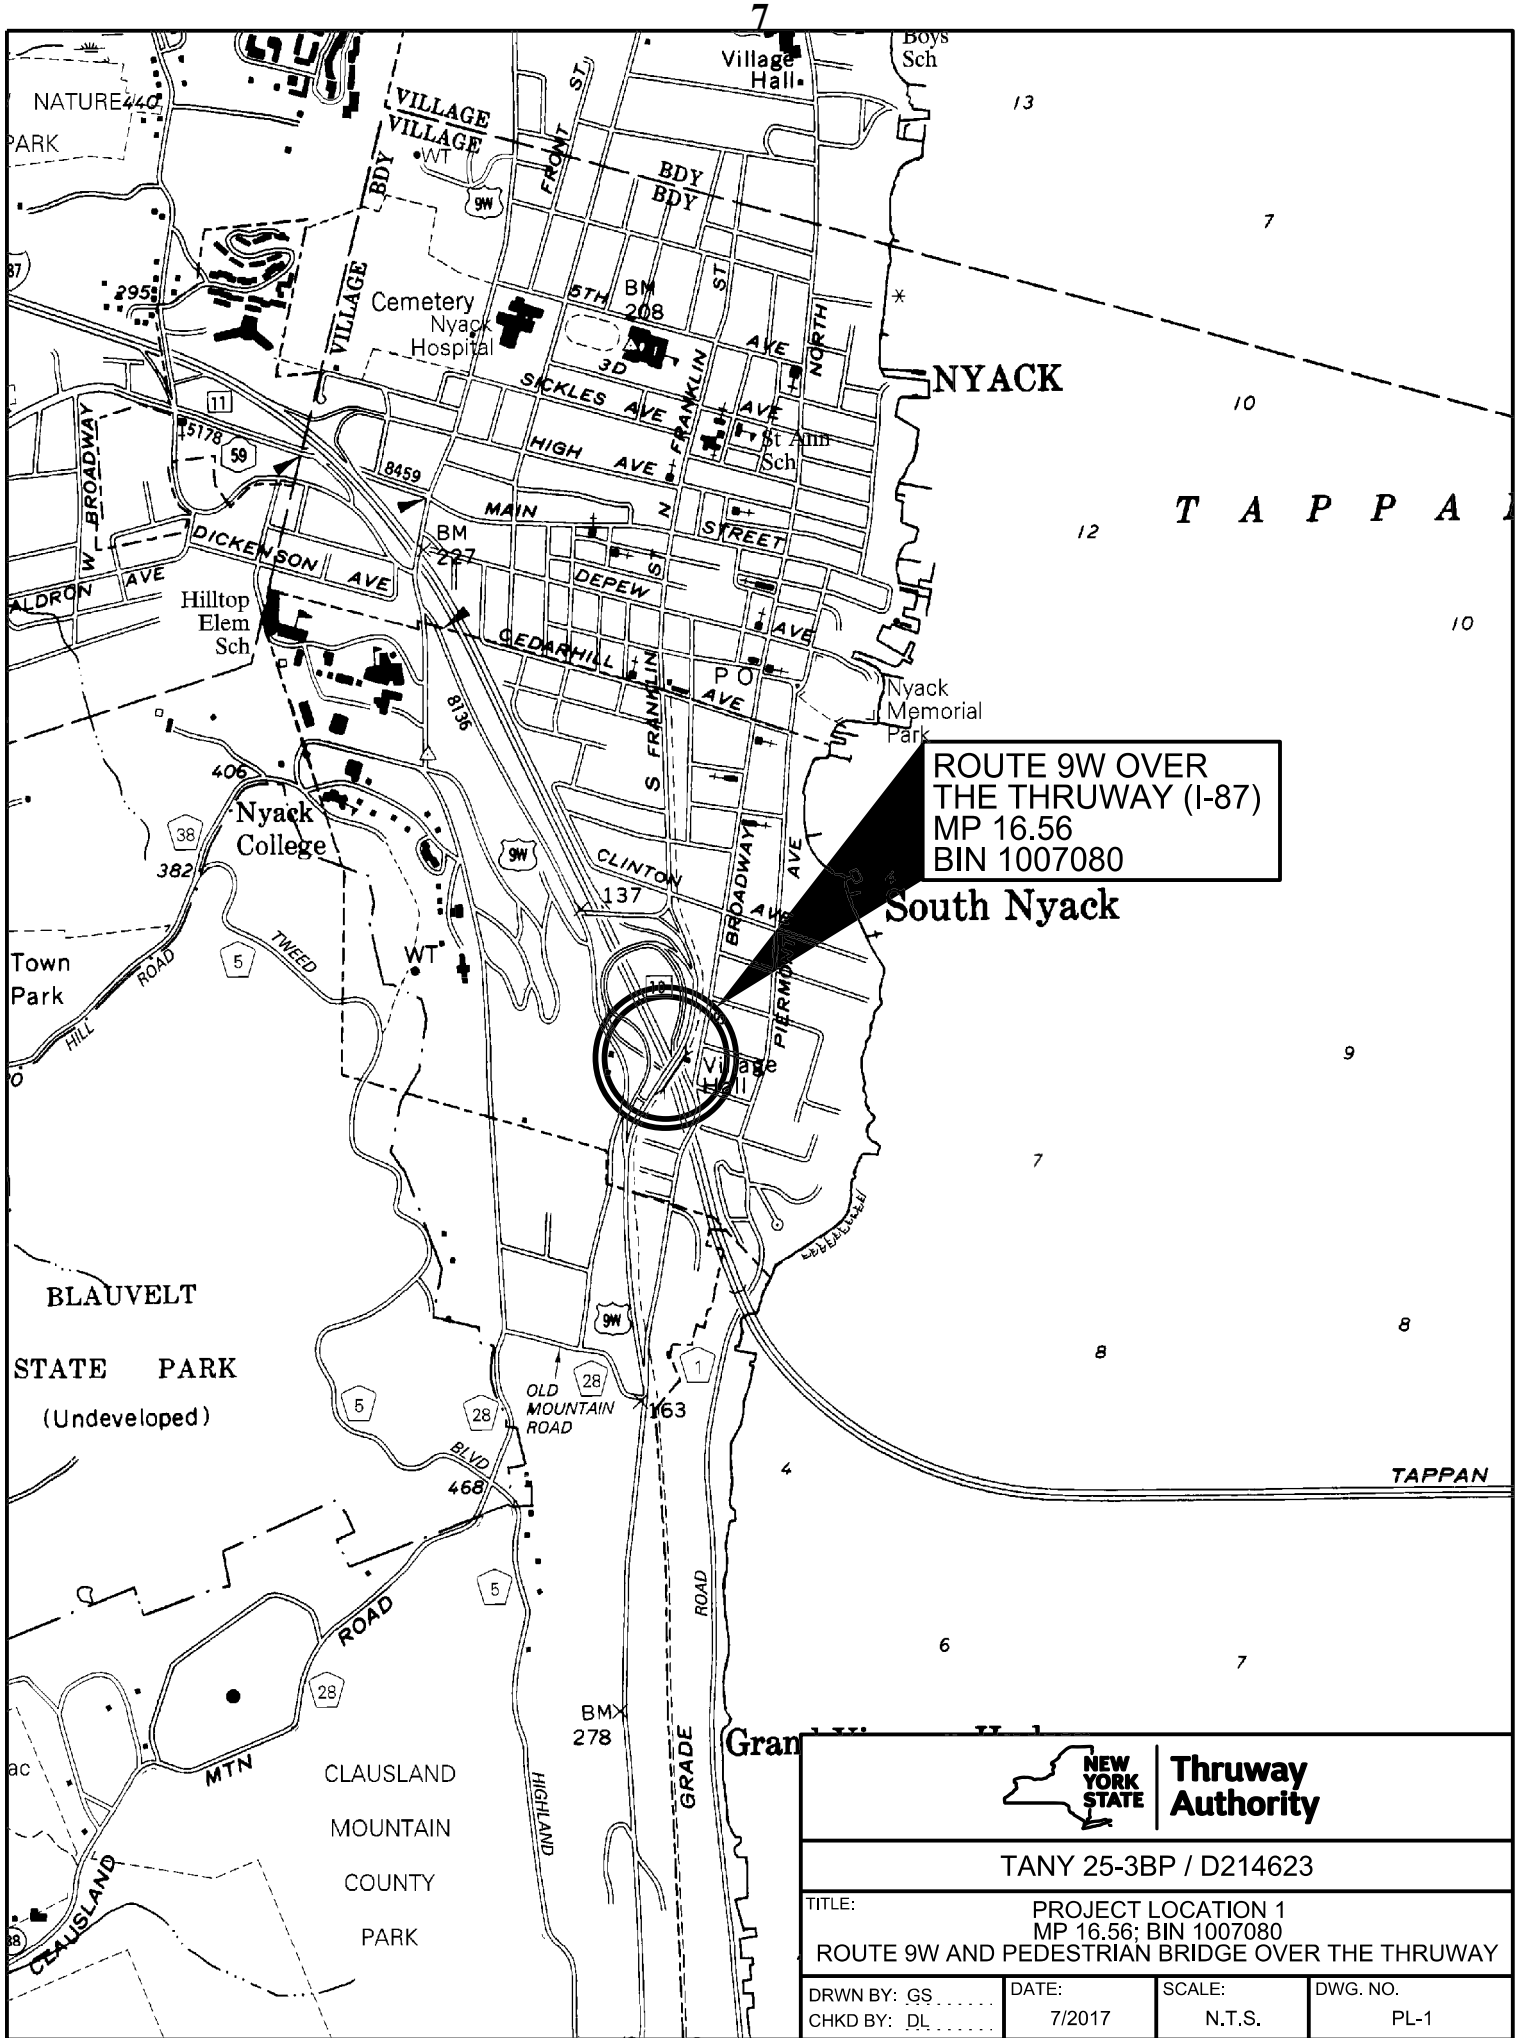 7
Boys
Sch
Village
Hall
13
NATURE
440
PARK
VILLAGE
VILLAGE
WT
FRONT ST
BDY
BDY
BDY
9W
7
87
VILLAGE
295
Cemetery
Nyack
Hospital
5TH AVE
BM
208
ST
NORTH
3D
AVE
NYACK
SICKLES AVE
10
11
W BROADWAY
5178
59
HIGH AVE
N FRANKLIN ST
St Ann
Sch
8459
MAIN STREET
TAPPA
12
BM
227
DICKENSON AVE
DEPEW AVE
ALDRON AVE
Hilltop
Elem
Sch
10
CEDARHILL AVE
P O
Nyack
Memorial
Park
8136
S FRANKLIN
406
ROUTE 9W OVER
THE THRUWAY (I-87)
MP 16.56
BIN 1007080
Nyack
College
38
382
9W
CLINTON AVE
137
BROADWAY
PIERMONT AVE
South Nyack
Town
Park
HILL ROAD
5
TWEED
WT
10
Village
Hall
9
7
BLAUVELT
STATE PARK
(Undeveloped)
9W
8
8
1
28
OLD
MOUNTAIN
ROAD
163
5
28
BLVD
468
4
TAPPAN
5
ROAD
ROAD
6
7
28
BM
278
GRADE
Gran
MTN
CLAUSLAND
CLAUSLAND
MOUNTAIN
COUNTY
PARK
HIGHLAND
ac
NEW
YORK
STATE
Thruway
Authority
TANY 25-3BP / D214623
TITLE:
PROJECT LOCATION 1
MP 16.56; BIN 1007080
ROUTE 9W AND PEDESTRIAN BRIDGE OVER THE THRUWAY
DRWN BY: GS
CHKD BY: DL
DATE:
7/2017
SCALE:
N.T.S.
DWG. NO.
PL-1